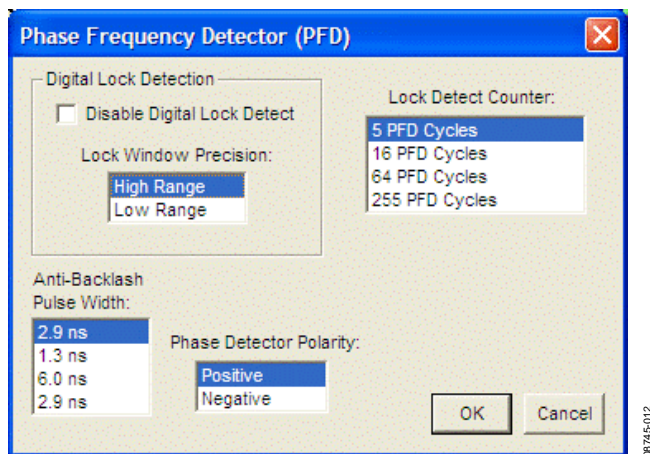 Phase Frequency Detector (PFD)
Digital Lock Detection
Disable Digital Lock Detect
Lock Window Precision:
High Range
Low Range
Lock Detect Counter:
5 PFD Cycles
16 PFD Cycles
64 PFD Cycles
255 PFD Cycles
Anti-Backlash
Pulse Width:
2.9 ns
1.3 ns
6.0 ns
2.9 ns
Phase Detector Polarity:
Positive
Negative
OK
Cancel
08745-012